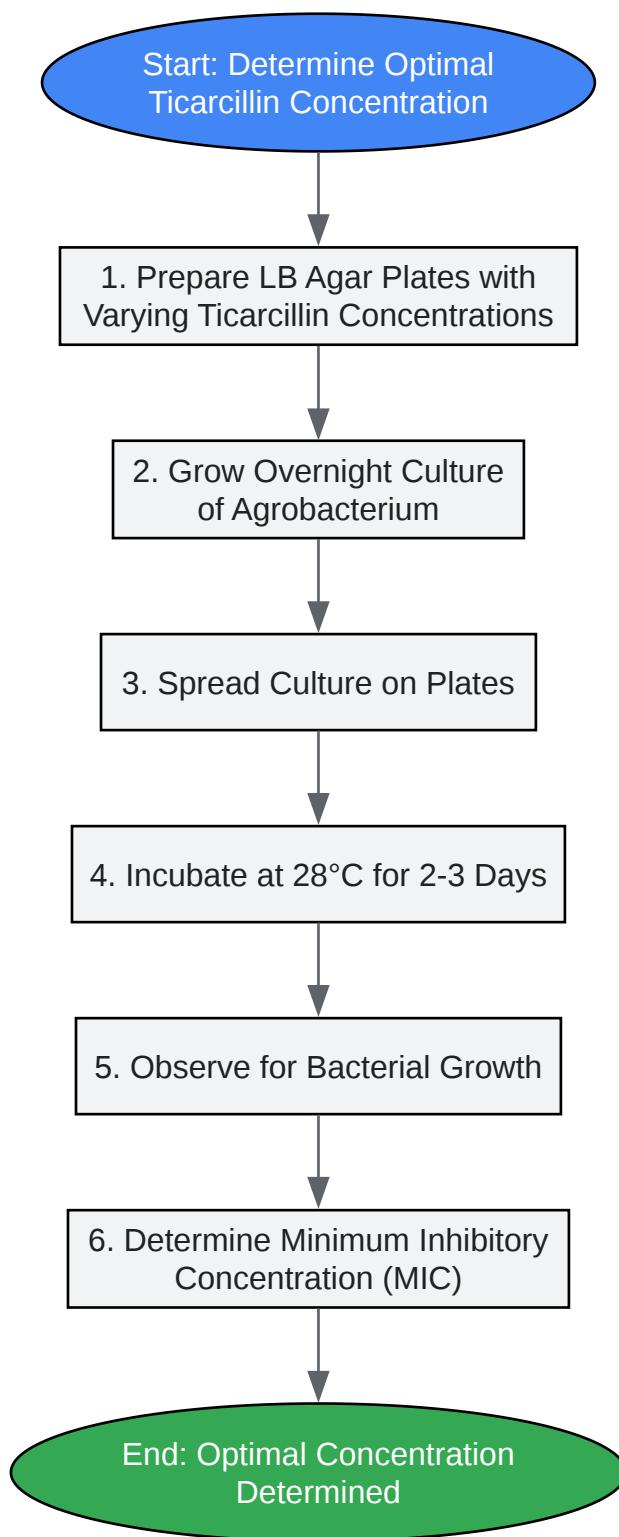 Start: Determine Optimal
Ticarcillin Concentration
1. Prepare LB Agar Plates with
Varying Ticarcillin Concentrations
2. Grow Overnight Culture
of Agrobacterium
3. Spread Culture on Plates
4. Incubate at 28°C for 2-3 Days
5. Observe for Bacterial Growth
6. Determine Minimum Inhibitory
Concentration (MIC)
End: Optimal Concentration
Determined